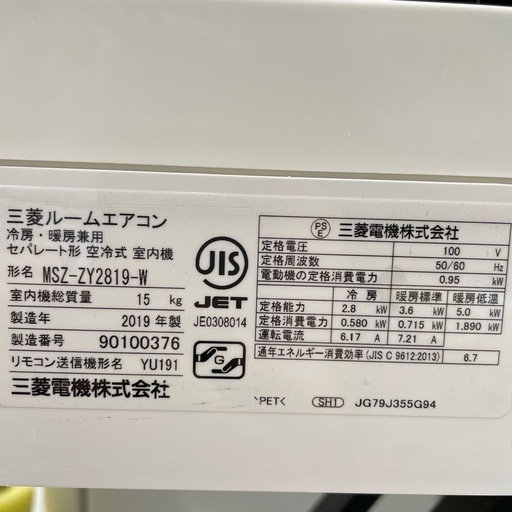 三菱ルームエアコン
冷房・暖房兼用
セパレート形 空冷式 室内機
形名 MSZ-ZY2819-W
室内機総質量 15 kg
製造年 2019 年製
製造番号 90100376
リモコン送信機形名 YU191
三菱電機株式会社
JIS
JET
JE0308014
G
PS E 三菱電機株式会社
定格電圧 100 V
定格周波数 50/60 Hz
電動機の定格消費電力 0.95 kW
冷 房 暖房標準 暖房低温
定格能力 2.8 kW 3.6 kW 5.0 kW
定格消費電力 0.580 kW 0.715 kW 1.890 kW
運転電流 6.17 A 7.21 A
通年エネルギー消費効率(JIS C 9612:2013) 6.7
>PET< SH1 JG79J355G94